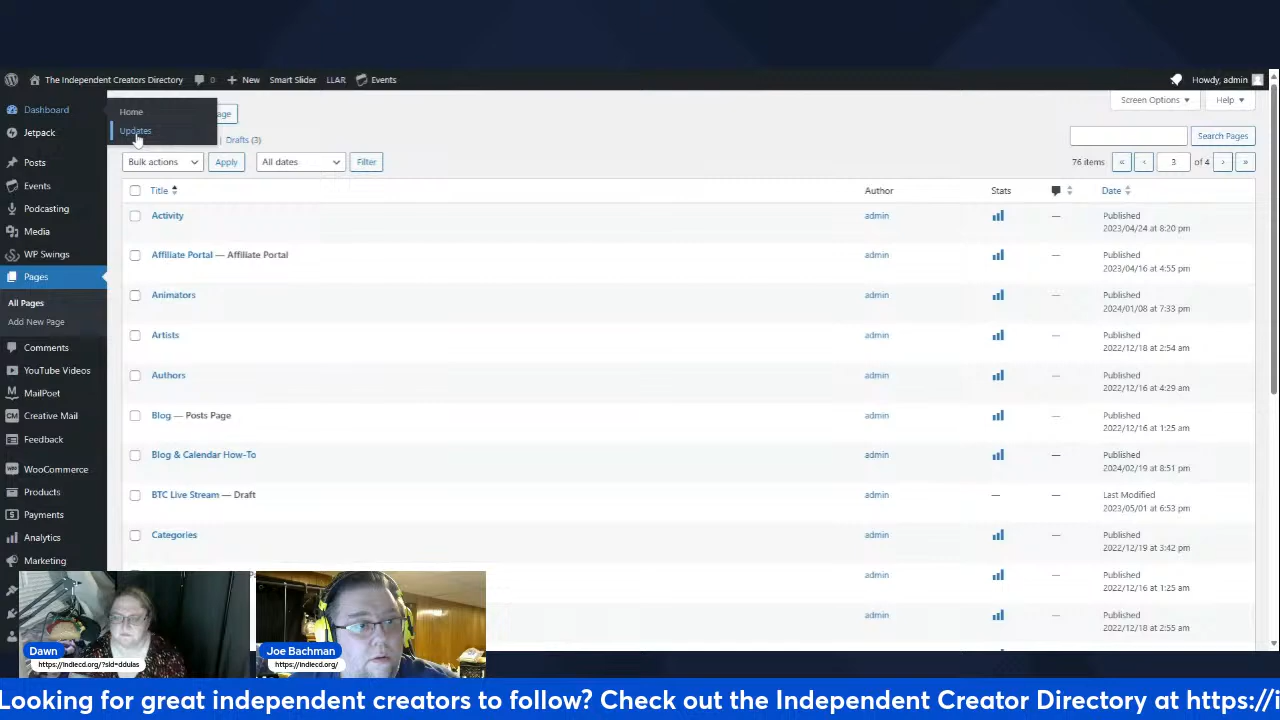 The Independent Creators Directory 0 New Smart Slider LLAR Events Howdy, admin
Dashboard
Home
Updates
Jetpack
Posts
Events
Podcasting
Media
WP Swings
Pages
All Pages
Add New Page
Comments
YouTube Videos
MailPoet
Creative Mail
Feedback
WooCommerce
Products
Payments
Analytics
Marketing
Screen Options Help
age
Drafts (3)
Search Pages
Bulk actions Apply All dates Filter 76 items « ‹ 3 of 4 › »
Title Author Stats Date
Activity admin — Published
2023/04/24 at 8:20 pm
Affiliate Portal — Affiliate Portal admin — Published
2023/04/16 at 4:55 pm
Animators admin — Published
2024/01/08 at 7:33 pm
Artists admin — Published
2022/12/18 at 2:54 am
Authors admin — Published
2022/12/16 at 4:29 am
Blog — Posts Page admin — Published
2022/12/16 at 1:25 am
Blog & Calendar How-To admin — Published
2024/02/19 at 8:51 pm
BTC Live Stream — Draft admin — — Last Modified
2023/05/01 at 6:53 pm
Categories admin — Published
2022/12/19 at 3:42 pm
admin — Published
2022/12/16 at 1:25 am
admin — Published
2022/12/18 at 2:55 am
Dawn
https://indiecd.org/?sid=ddulas
Joe Bachman
https://indiecd.org/
Looking for great independent creators to follow? Check out the Independent Creator Directory at https://i